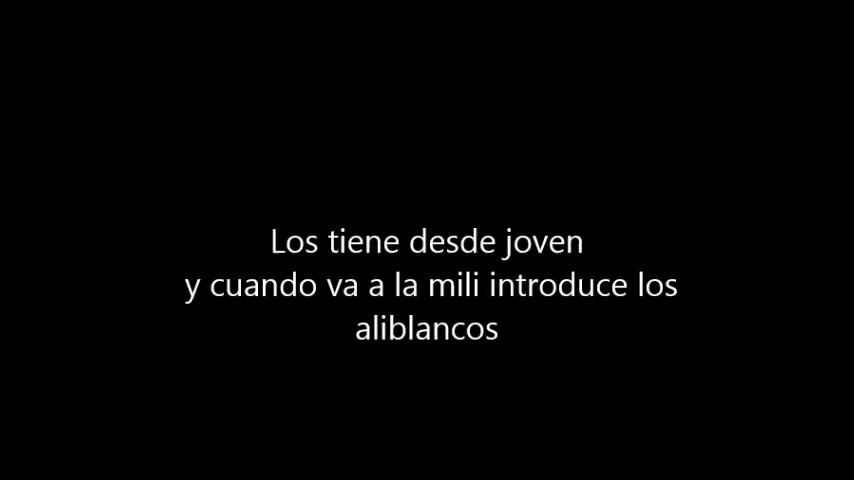 Los tiene desde joven
y cuando va a la mili introduce los
aliblancos